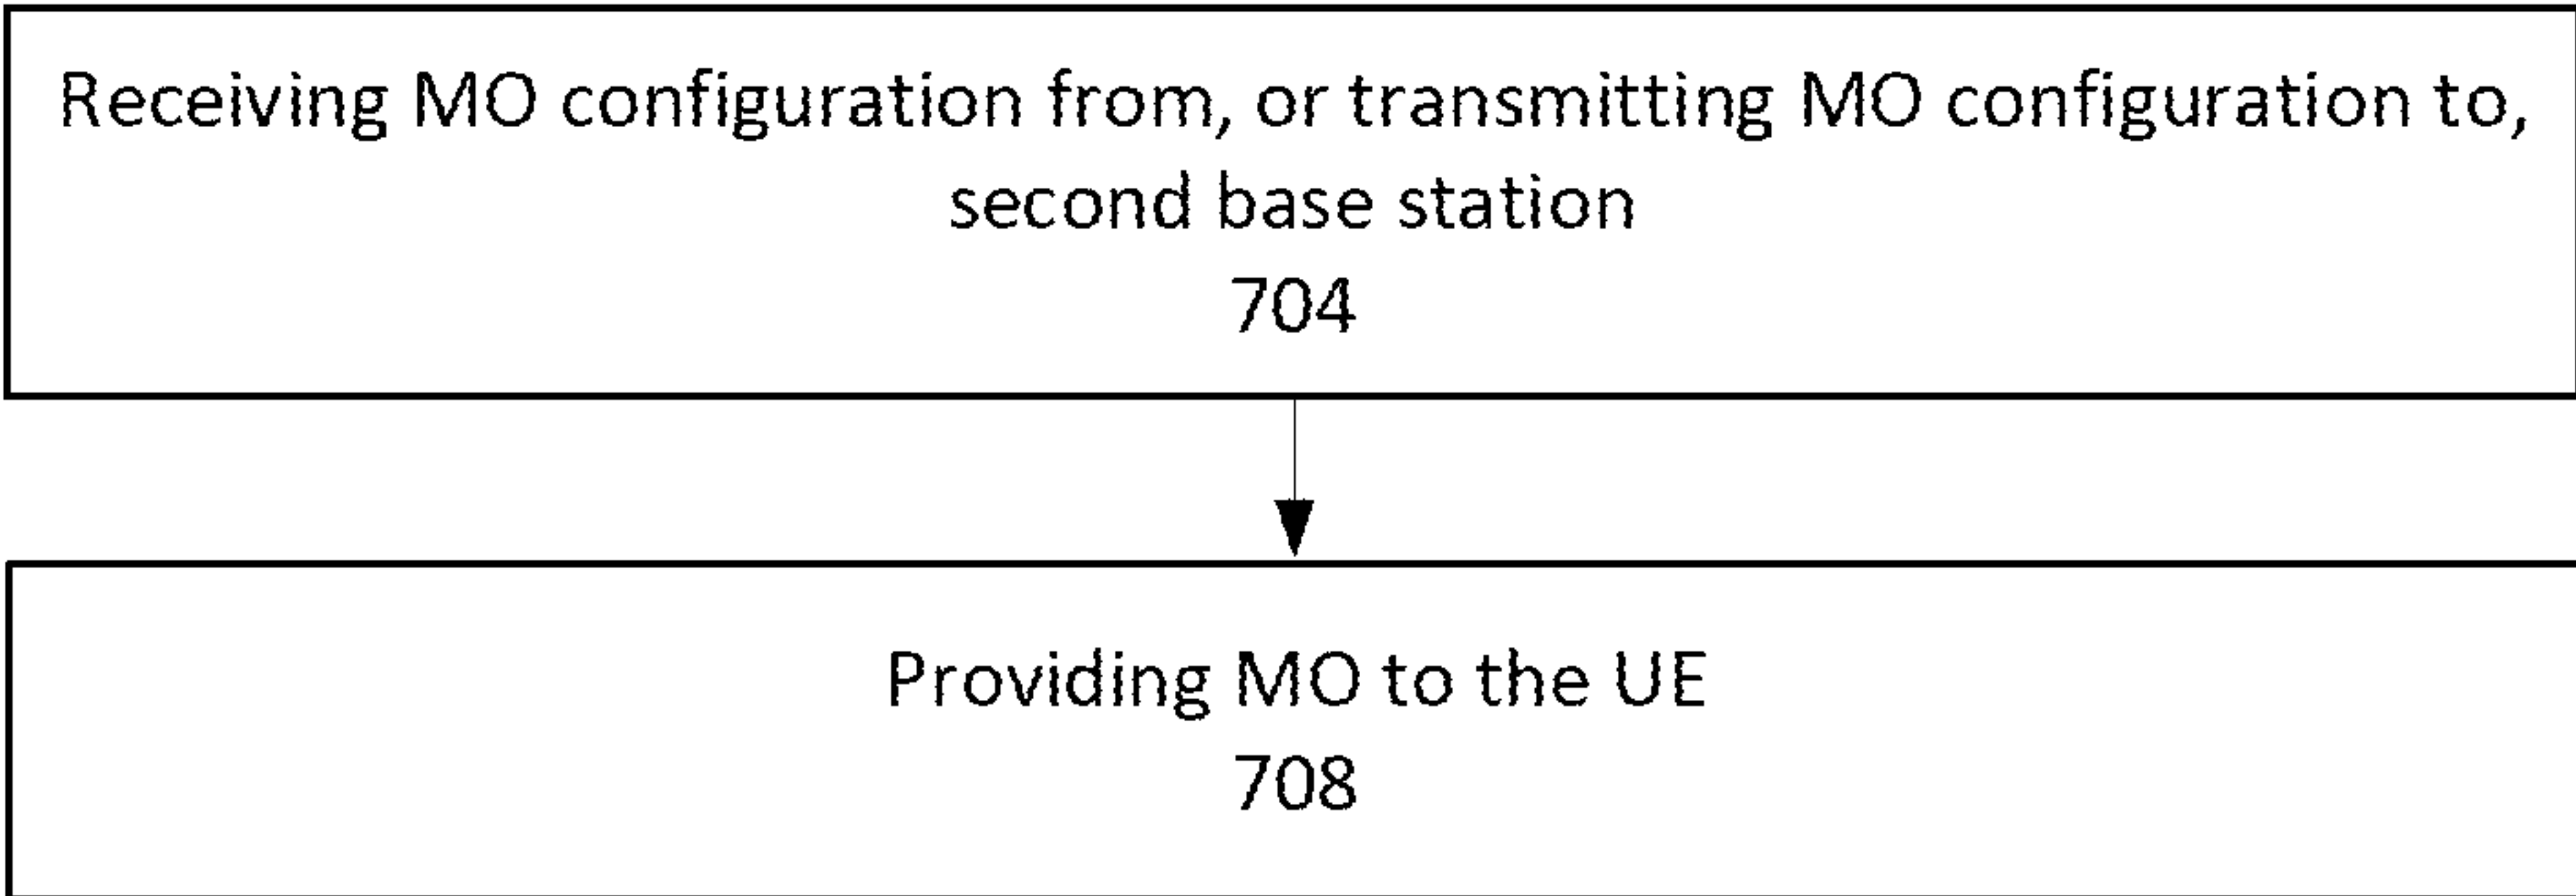 Receiving MO configuration from, or transmitting MO configuration to,
second base station
704
Providing MO to the UE
708